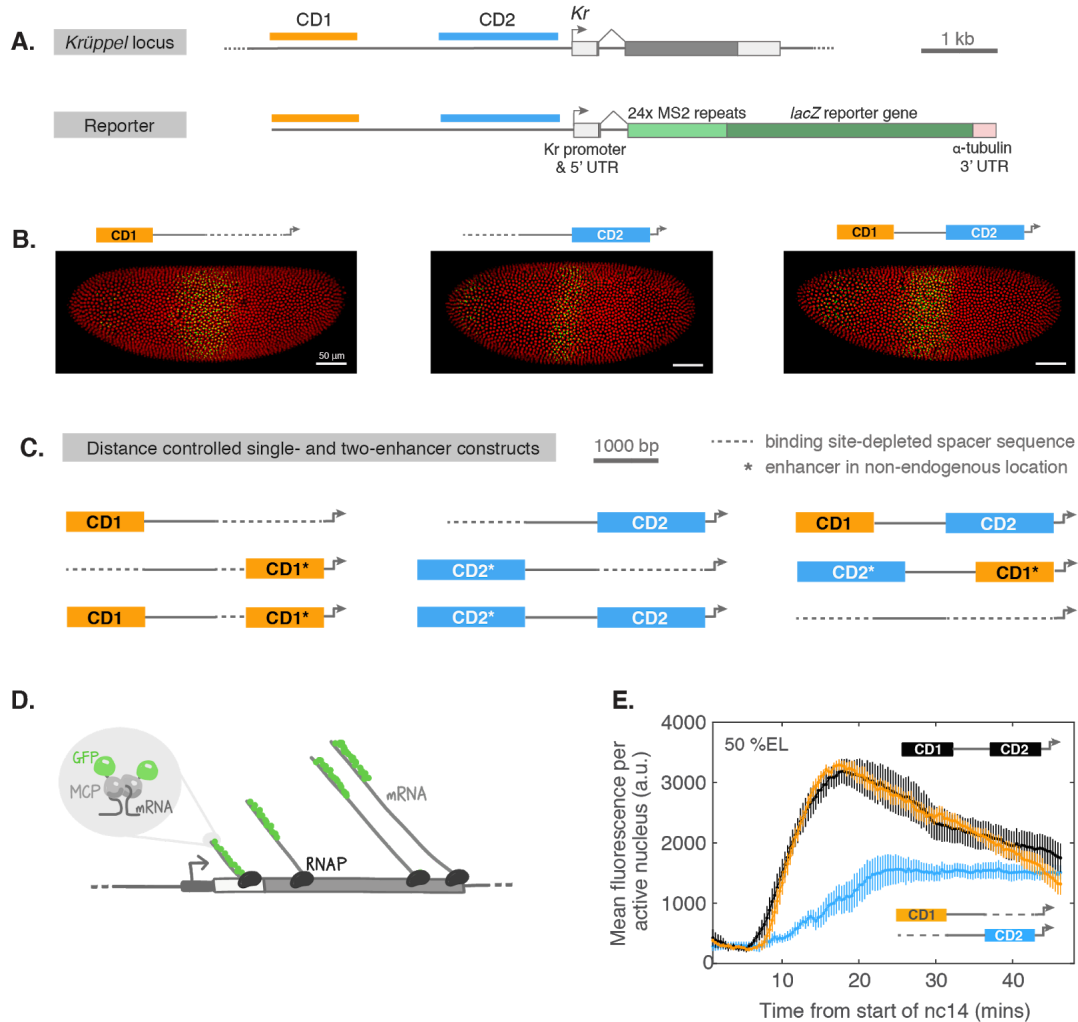 A.
Krüppel locus
CD1
CD2
Kr
1 kb
Reporter
24x MS2 repeats
lacZ reporter gene
Kr promoter
& 5' UTR
α-tubulin
3' UTR
B.
CD1
CD2
CD1
CD2
50 µm
C.
Distance controlled single- and two-enhancer constructs
1000 bp
binding site-depleted spacer sequence
* enhancer in non-endogenous location
CD1
CD2
CD1
CD2
CD1*
CD2*
CD2*
CD1*
CD1
CD1*
CD2*
CD2
D.
GFP
MCP
mRNA
RNAP
mRNA
E.
Mean fluorescence per
active nucleus (a.u.)
4000
3000
2000
1000
0
50 %EL
CD1
CD2
CD1
CD2
10
20
30
40
Time from start of nc14 (mins)